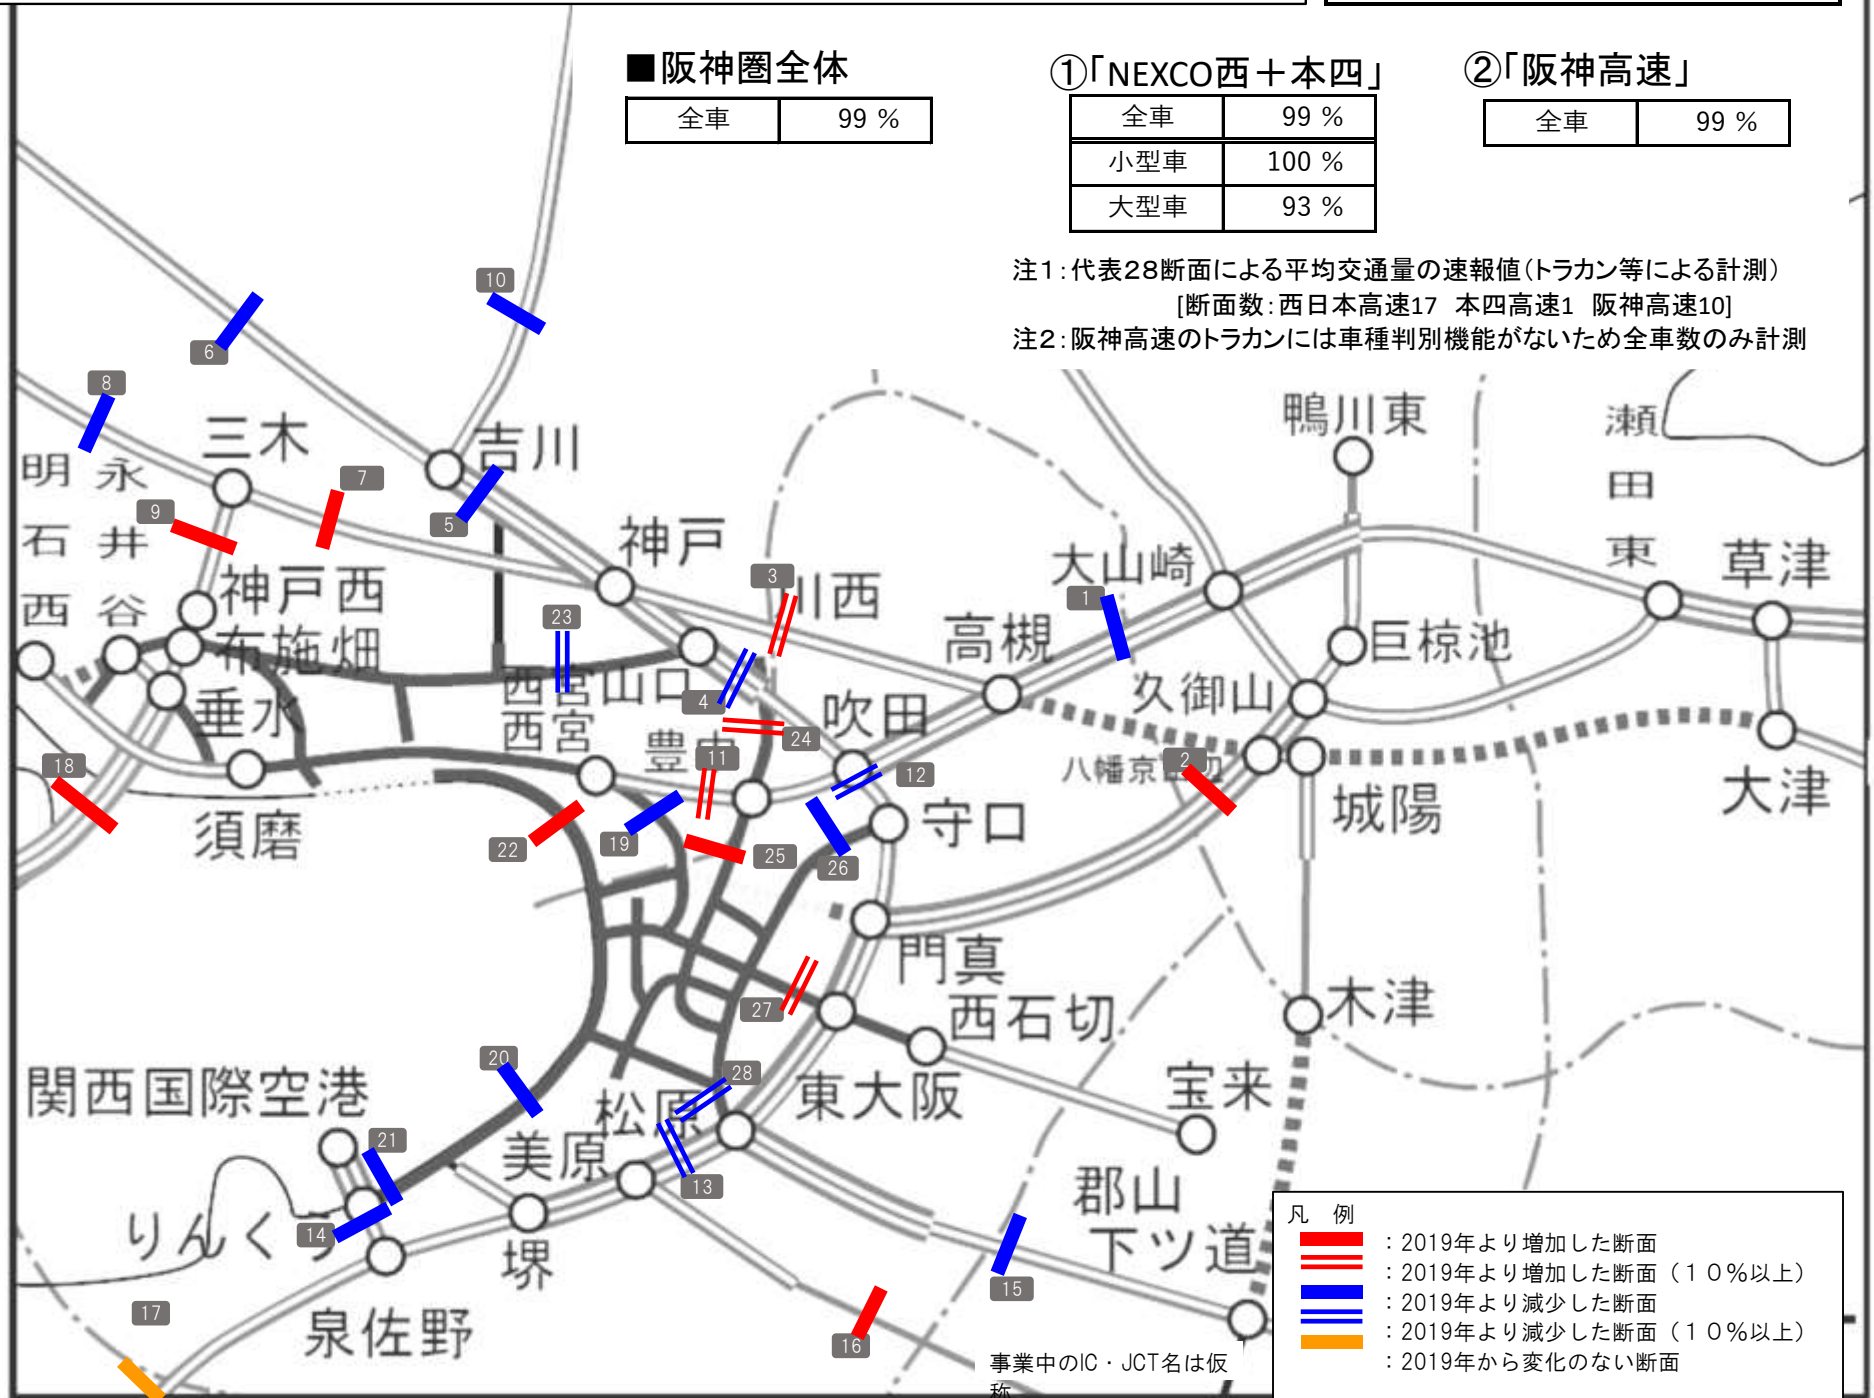 ■阪神圏全体
全車 99 %
①「NEXCO西＋本四」
全車 99 %
小型車 100 %
大型車 93 %
②「阪神高速」
全車 99 %
注1：代表28断面による平均交通量の速報値（トラカン等による計測）
[断面数：西日本高速17 本四高速1 阪神高速10]
注2：阪神高速のトラカンには車種判別機能がないため全車数のみ計測
10
6
8
三木
吉川
鴨川東
瀬田東
明石西
永井谷
7
9
5
神戸
大山崎
草津
神戸西
3
川西
1
布施畑
23
高槻
巨椋池
西宮山口
4
久御山
垂水
西宮
吹田
24
豊中
11
12
八幡京田辺
2
18
大津
須磨
22
19
25
26
守口
城陽
門真
27
西石切
木津
20
28
関西国際空港
松原
東大阪
宝来
21
美原
13
郡山
りんくう
14
堺
下ツ道
15
17
泉佐野
16
事業中のIC・JCT名は仮
称
凡 例
：2019年より増加した断面
：2019年より増加した断面（１０％以上）
：2019年より減少した断面
：2019年より減少した断面（１０％以上）
：2019年から変化のない断面